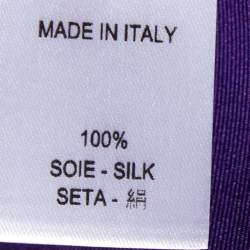 MADE IN ITALY
100%
SOIE - SILK
SETA - 絹